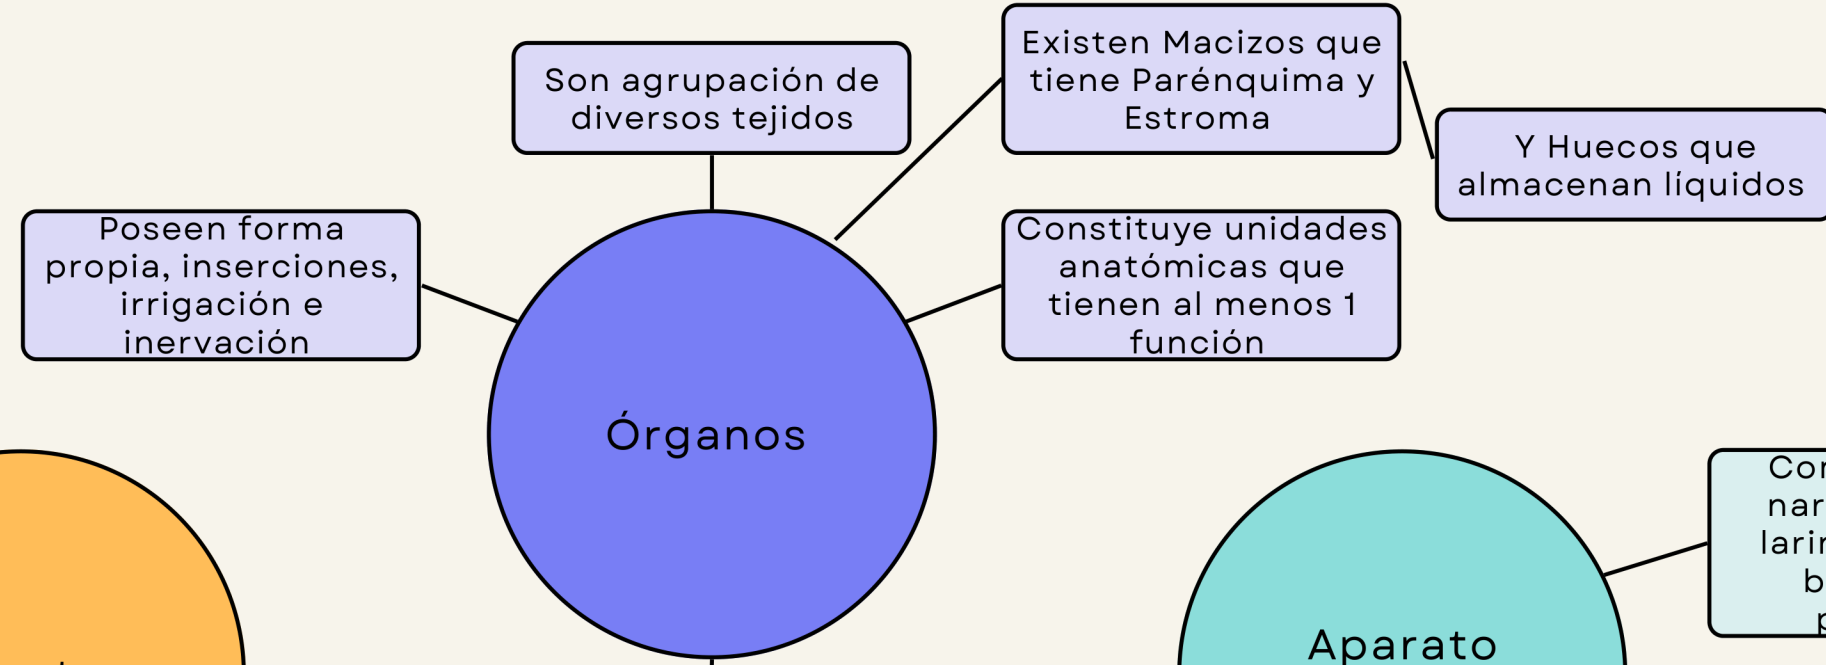 Son agrupación de
diversos tejidos
Existen Macizos que
tiene Parénquima y
Estroma
Y Huecos que
almacenan líquidos
Poseen forma
propia, inserciones,
irrigación e
inervación
Constituye unidades
anatómicas que
tienen al menos 1
función
Órganos
Aparato